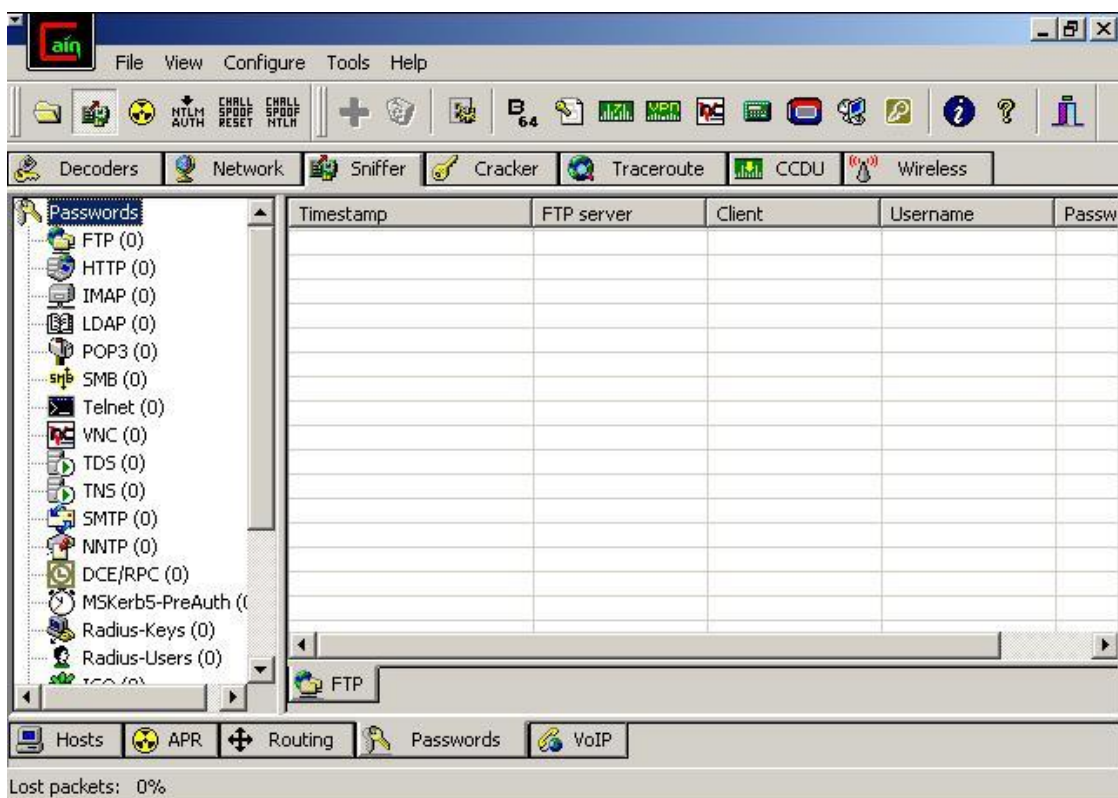 Cain
File View Configure Tools Help
NTLM AUTH CHALL SPOOF RESET CHALL SPOOF NTLM B 64
Decoders Network Sniffer Cracker Traceroute CCDU Wireless
Passwords
FTP (0)
HTTP (0)
IMAP (0)
LDAP (0)
POP3 (0)
SMB (0)
Telnet (0)
VNC (0)
TDS (0)
TNS (0)
SMTP (0)
NNTP (0)
DCE/RPC (0)
MSKerb5-PreAuth ((
Radius-Keys (0)
Radius-Users (0)
Timestamp FTP server Client Username Passw
FTP
Hosts APR Routing Passwords VoIP
Lost packets: 0%